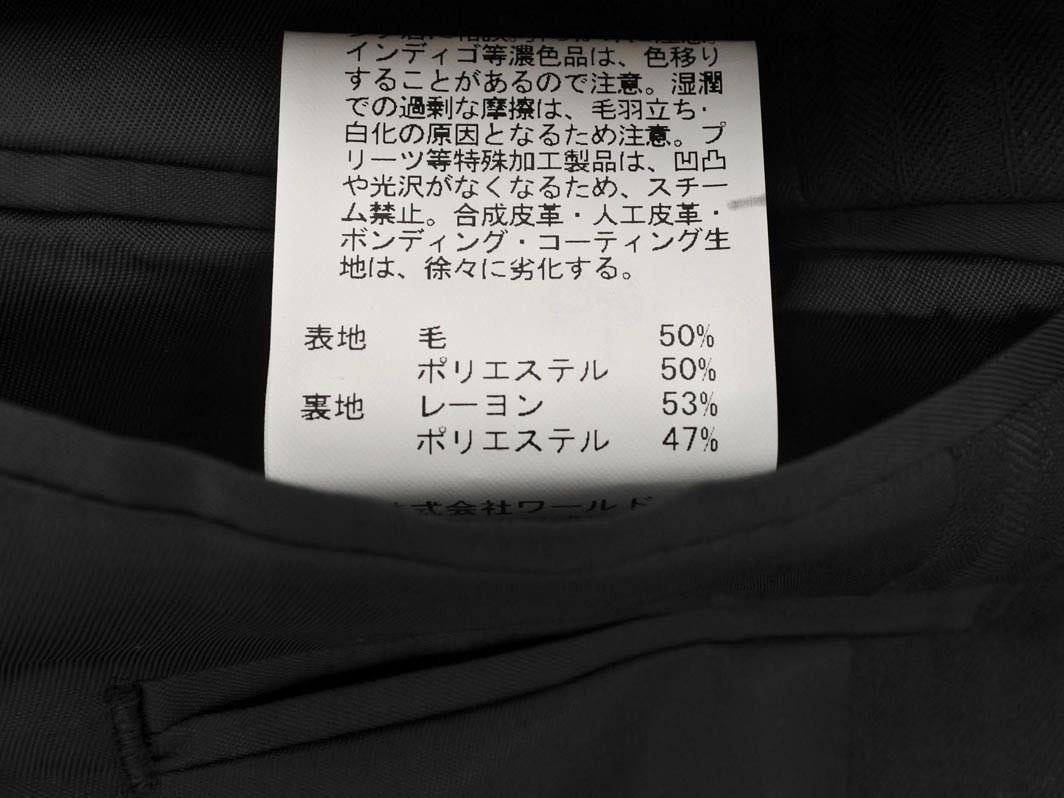 インディゴ等濃色品は、色移り
することがあるので注意。湿潤
での過剰な摩擦は、毛羽立ち・
白化の原因となるため注意。プ
リーツ等特殊加工製品は、凹凸
や光沢がなくなるため、スチー
ム禁止。合成皮革・人工皮革・
ボンディング・コーティング生
地は、徐々に劣化する。
表地 毛 50%
ポリエステル 50%
裏地 レーヨン 53%
ポリエステル 47%
式会社ワールド